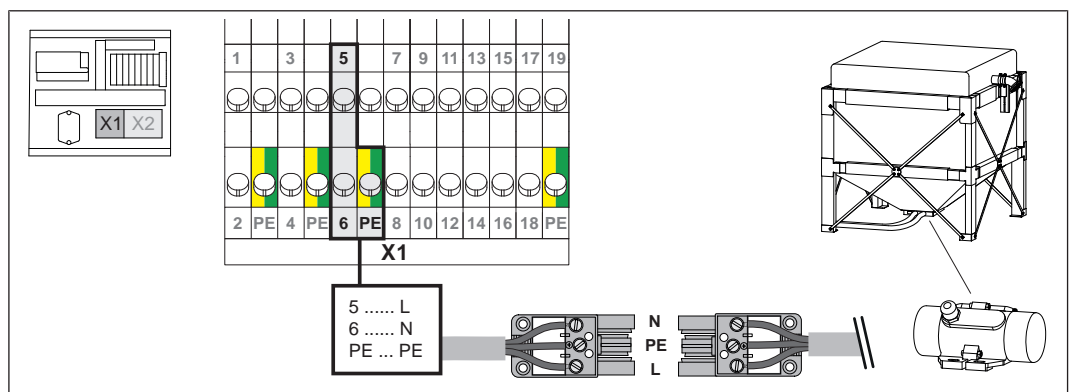 X1 X2
1 3 5 7 9 11 13 15 17 19
2 PE 4 PE 6 PE 8 10 12 14 16 18 PE
X1
5 ...... L
6 ...... N
PE ... PE
N
PE
L